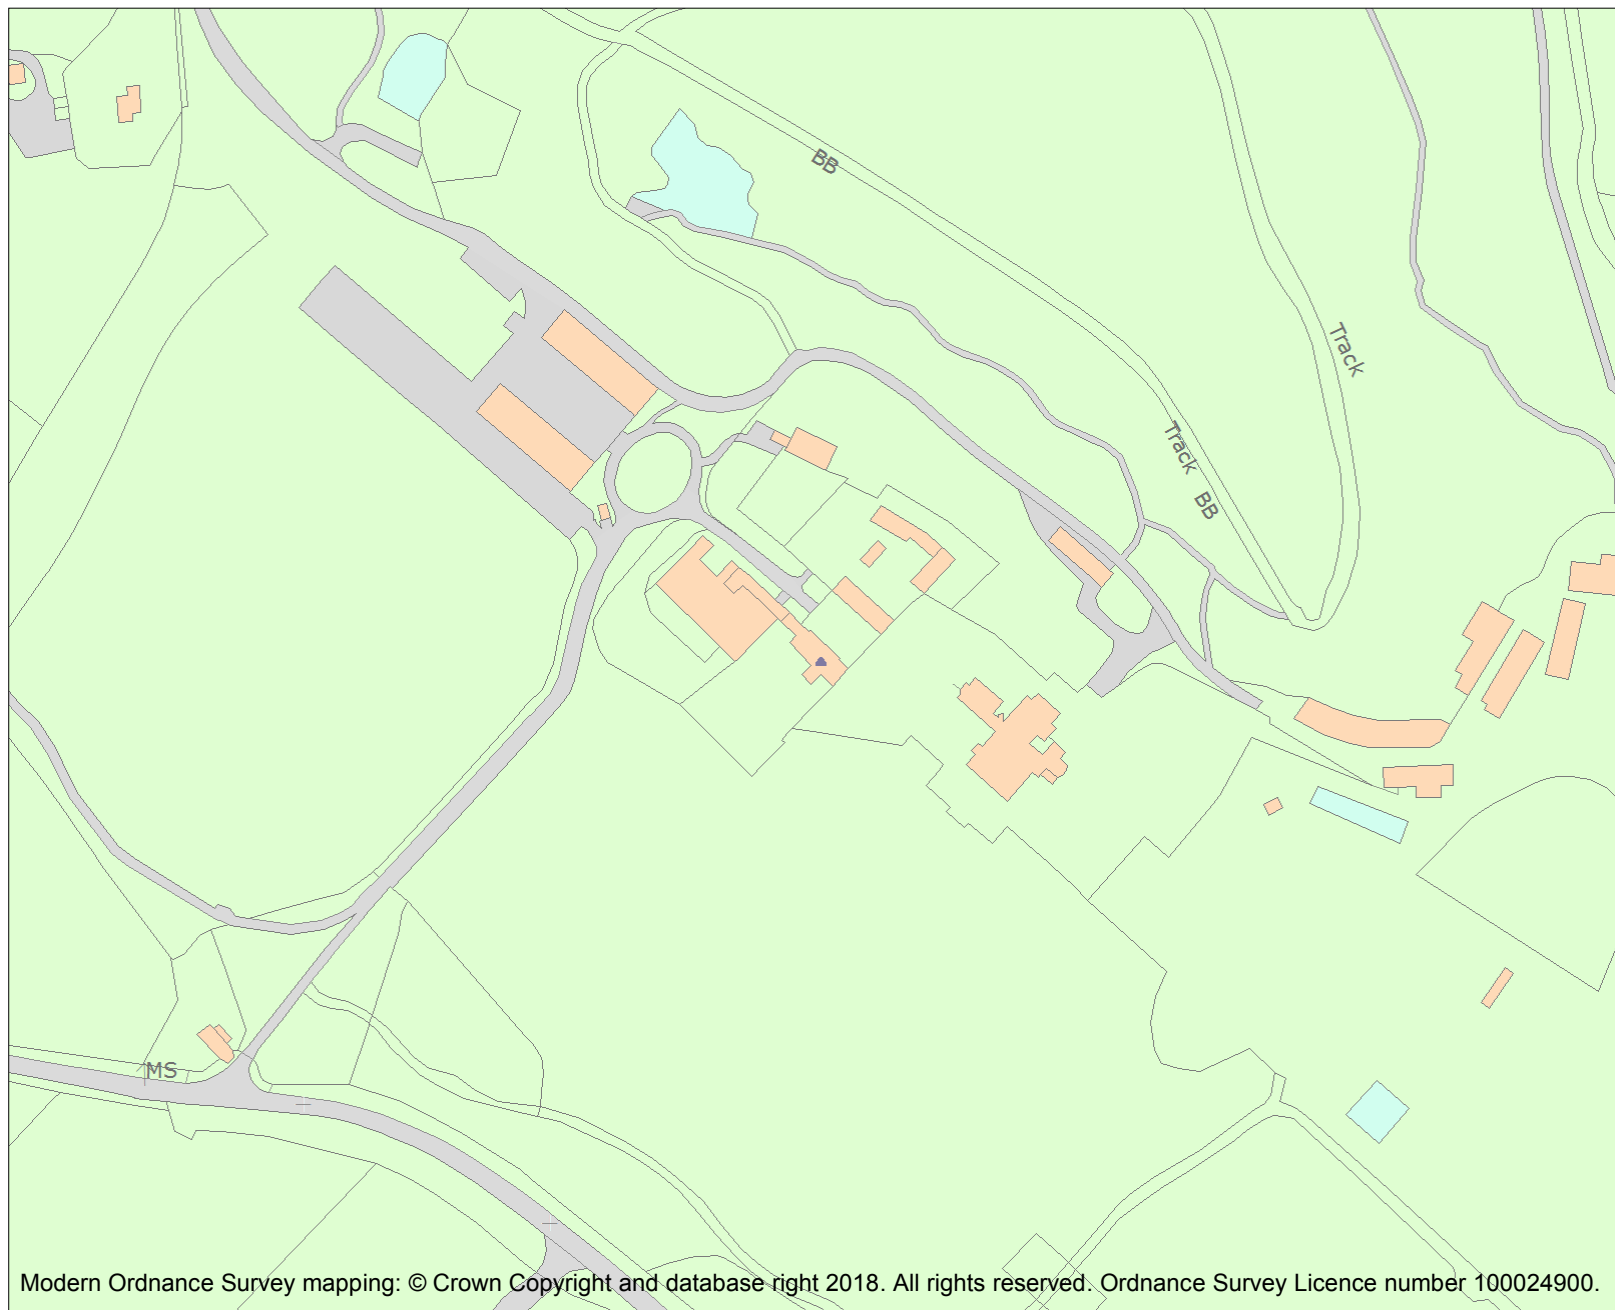 BB
Track
Track BB
MS
Modern Ordnance Survey mapping: © Crown Copyright and database right 2018. All rights reserved. Ordnance Survey Licence number 100024900.